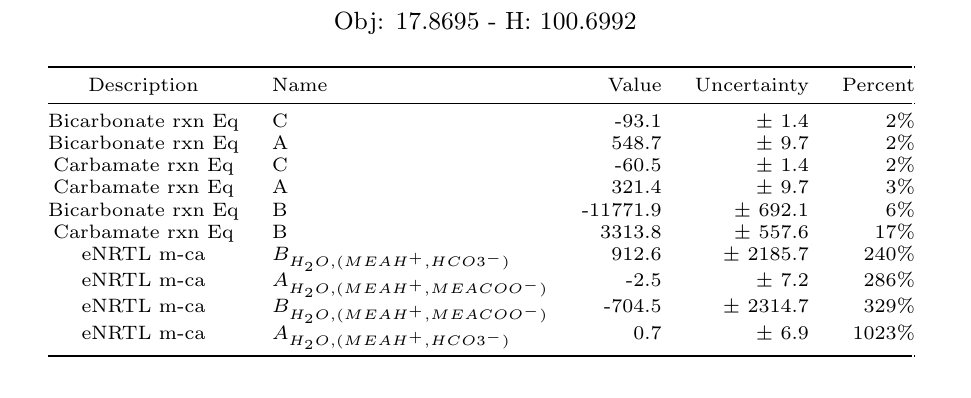 Obj: 17.8695 - H: 100.6992
Description Name Value Uncertainty Percent
Bicarbonate rxn Eq C -93.1 ± 1.4 2%
Bicarbonate rxn Eq A 548.7 ± 9.7 2%
Carbamate rxn Eq C -60.5 ± 1.4 2%
Carbamate rxn Eq A 321.4 ± 9.7 3%
Bicarbonate rxn Eq B -11771.9 ± 692.1 6%
Carbamate rxn Eq B 3313.8 ± 557.6 17%
eNRTL m-ca B_{H_2O,(MEAH^+,HCO3^-)} 912.6 ± 2185.7 240%
eNRTL m-ca A_{H_2O,(MEAH^+,MEACOO^-)} -2.5 ± 7.2 286%
eNRTL m-ca B_{H_2O,(MEAH^+,MEACOO^-)} -704.5 ± 2314.7 329%
eNRTL m-ca A_{H_2O,(MEAH^+,HCO3^-)} 0.7 ± 6.9 1023%